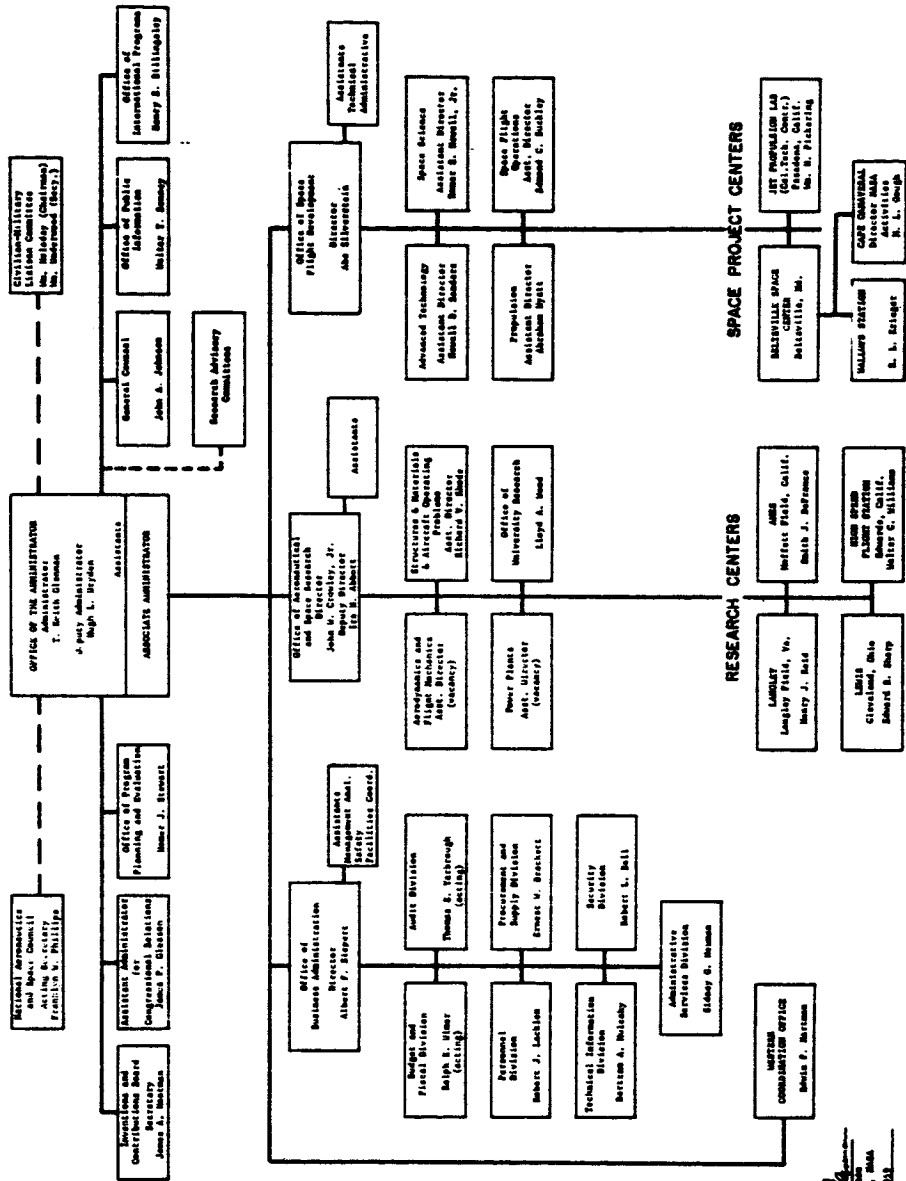 National Aeronautics
and Space Council
Acting Secretary
Franklyn W. Phillips
OFFICE OF THE ADMINISTRATOR
Administrator
T. Keith Glennan
Deputy Administrator
Hugh L. Dryden
Assistants
ASSOCIATE ADMINISTRATOR
Civilian-Military
Liaison Committee
Wm. Holaday (Chairman)
Wm. Underwood (Secy.)
Inventions and
Contributions Board
Secretary
James A. Hootman
Assistant Administrator
for
Congressional Relations
James P. Gleason
Office of Program
Planning and Evaluation
Homer J. Stewart
General Counsel
John A. Johnson
Office of Public
Information
Walter T. Bonney
Office of
International Programs
Henry E. Billingsley
Research Advisory
Committees
Office of
Business Administration
Director
Albert F. Siepert
Assistants
Management Anal.
Safety
Facilities Coord.
Office of Aeronautical
and Space Research
Director
John W. Crowley, Jr.
Deputy Director
Ira H. Abbott
Assistants
Office of Space
Flight Development
Director
Abe Silverstein
Assistants
Technical
Administrative
Budget and
Fiscal Division
Ralph E. Ulmer
(acting)
Audit Division
Thomas E. Yarbrough
(acting)
Personnel
Division
Robert J. Lacklen
Procurement and
Supply Division
Ernest W. Brackett
Technical Information
Division
Bertram A. Mulcahy
Security
Division
Robert L. Bell
Administrative
Services Division
Sidney G. Newman
Aerodynamics and
Flight Mechanics
Asst. Director
(vacancy)
Structures & Materials
& Aircraft Operating
Problems
Asst. Director
Richard V. Rhode
Power Plants
Asst. Director
(vacancy)
Office of
University Research
Lloyd A. Wood
Advanced Technology
Assistant Director
Newell D. Sanders
Space Science
Assistant Director
Homer E. Newell, Jr.
Propulsion
Assistant Director
Abraham Hyatt
Space Flight
Operations
Asst. Director
Edmond C. Buckley
RESEARCH CENTERS
SPACE PROJECT CENTERS
LANGLEY
Langley Field, Va.
Henry J. Reid
AMES
Moffett Field, Calif.
Smith J. DeFrance
LEWIS
Cleveland, Ohio
Edward R. Sharp
HIGH SPEED
FLIGHT STATION
Edwards, Calif.
Walter C. Williams
BELTSVILLE SPACE
CENTER
Beltsville, Md.
JET PROPULSION LAB
(Cal.Tech. Contr.)
Pasadena, Calif.
Wm. H. Pickering
WALLOPS STATION
R. L. Krieger
CAPE CANAVERAL
Director NASA
Activities
M. L. Gough
WESTERN
COORDINATION OFFICE
Edwin P. Hartman
NASA